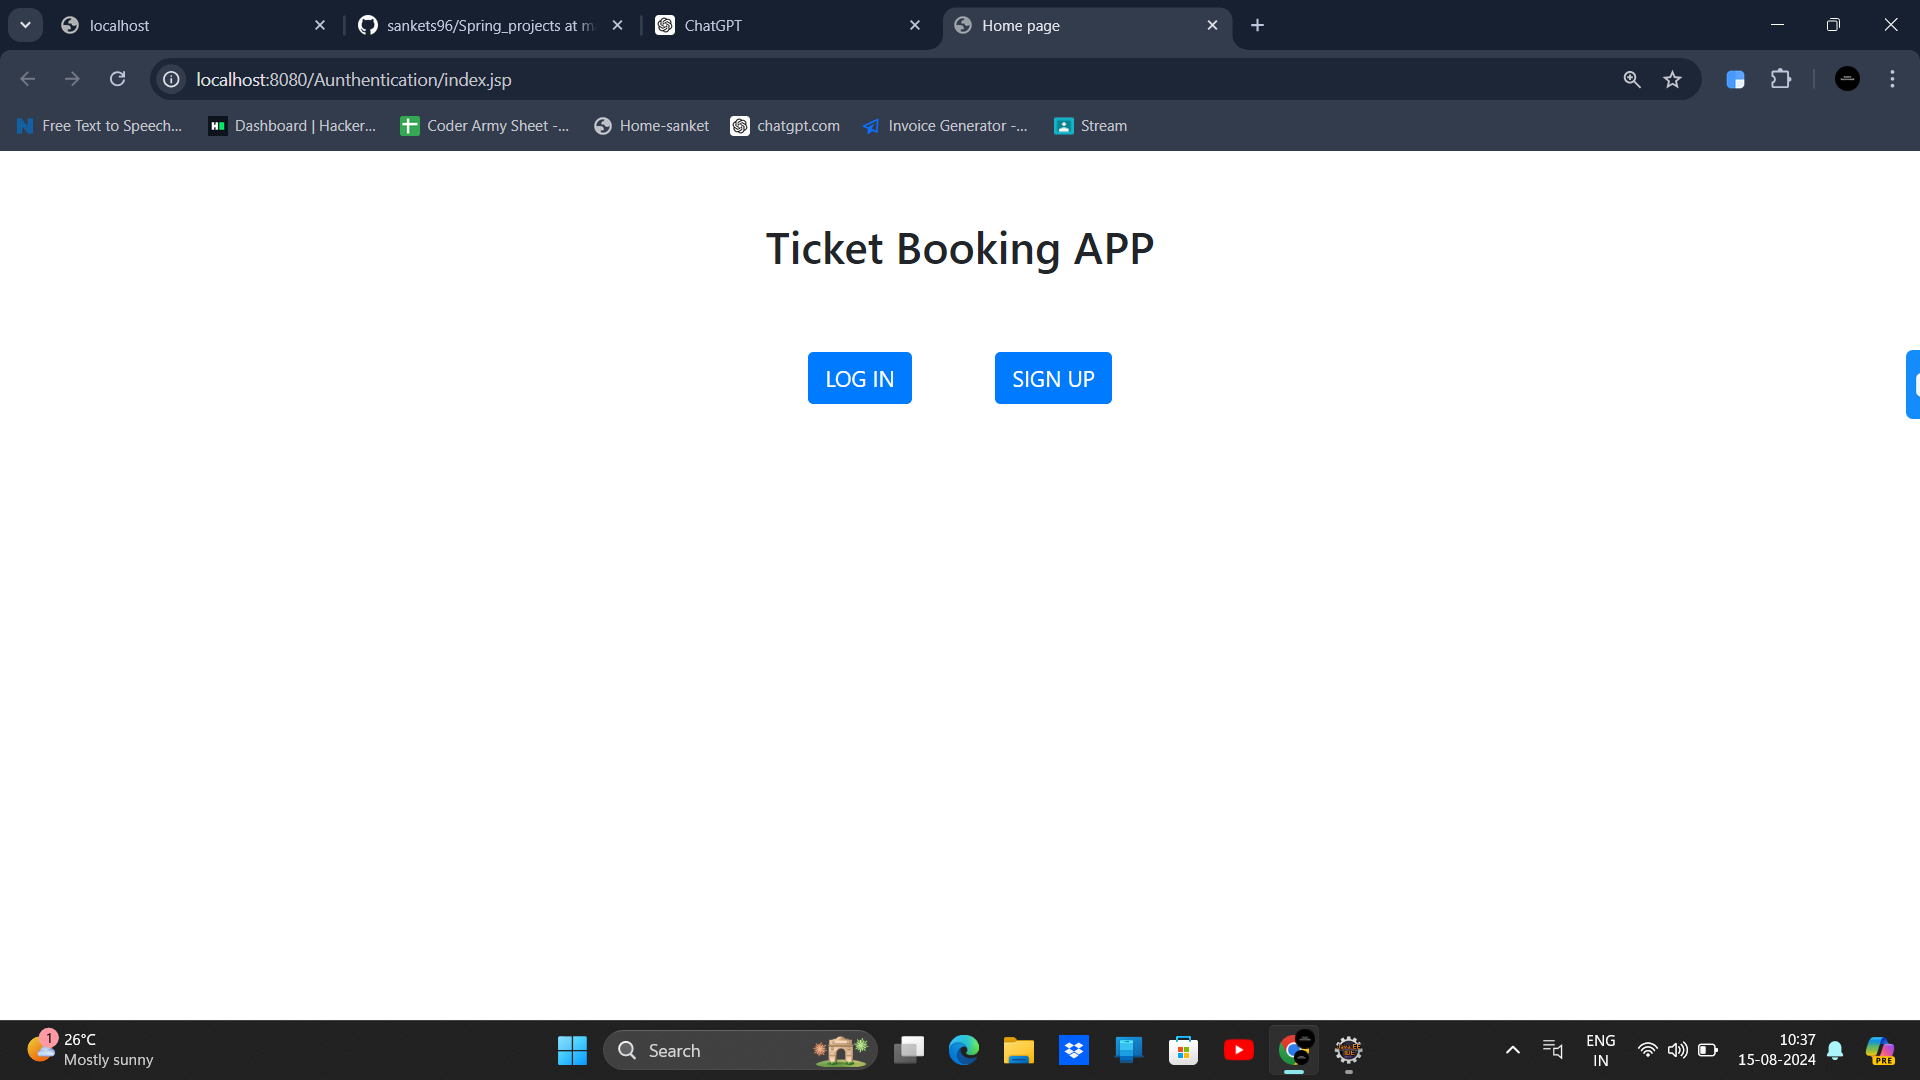 localhost
sankets96/Spring_projects at m
ChatGPT
Home page
localhost:8080/Aunthentication/index.jsp
Free Text to Speech...
Dashboard | Hacker...
Coder Army Sheet -...
Home-sanket
chatgpt.com
Invoice Generator -...
Stream
Ticket Booking APP
LOG IN
SIGN UP
1
26°C
Mostly sunny
Search
ENG
IN
10:37
15-08-2024
PRE